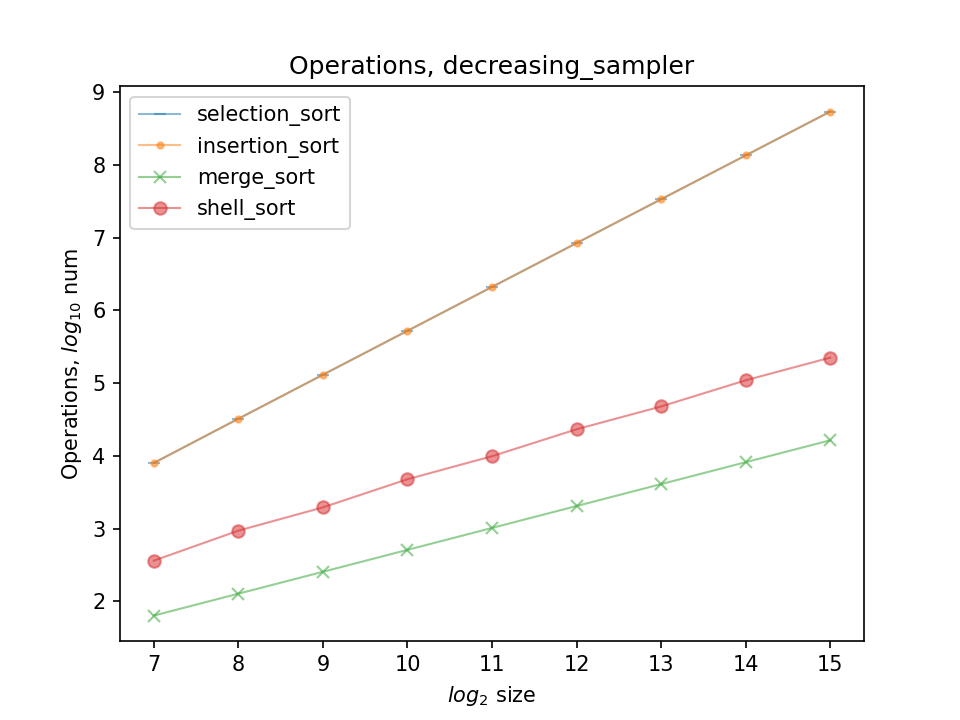 Operations, decreasing_sampler
selection_sort
insertion_sort
merge_sort
shell_sort
9
8
7
6
5
4
3
2
Operations, log₁₀ num
7 8 9 10 11 12 13 14 15
log₂ size